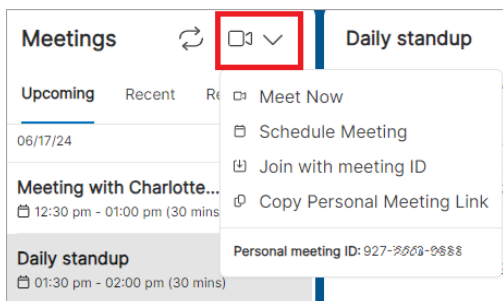 Meetings
Daily standup
Upcoming Recent
Meet Now
Schedule Meeting
Join with meeting ID
Copy Personal Meeting Link
Personal meeting ID: 927-
06/17/24
Meeting with Charlotte...
12:30 pm - 01:00 pm (30 mins
Daily standup
01:30 pm - 02:00 pm (30 mins)